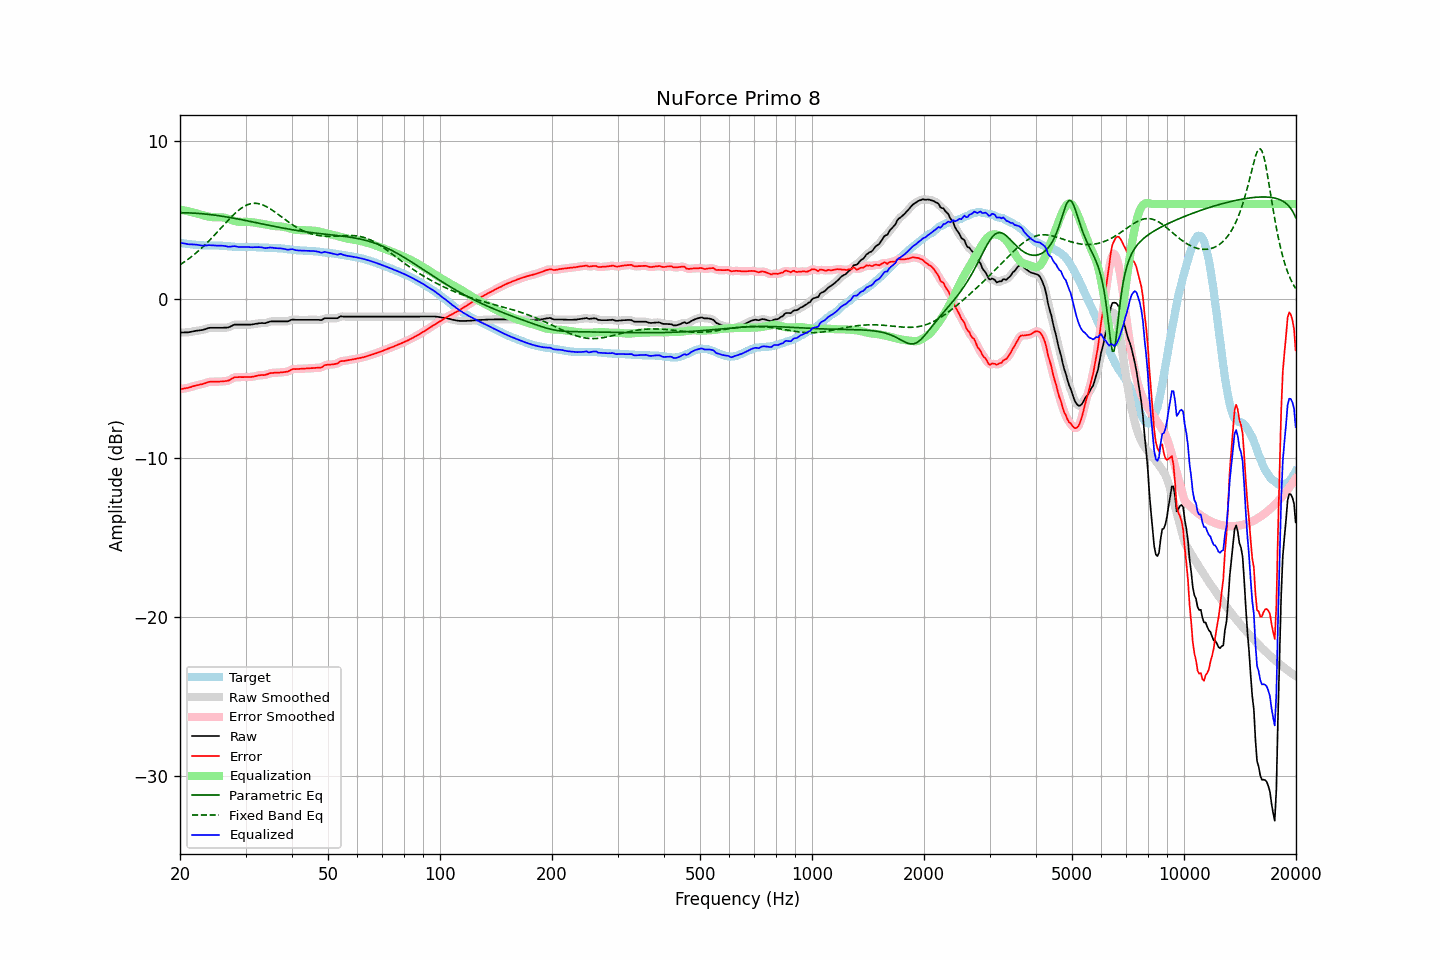 NuForce Primo 8
Amplitude (dBr)
10
0
−10
−20
−30
Target
Raw Smoothed
Error Smoothed
Raw
Error
Equalization
Parametric Eq
Fixed Band Eq
Equalized
20 50 100 200 500 1000 2000 5000 10000 20000
Frequency (Hz)